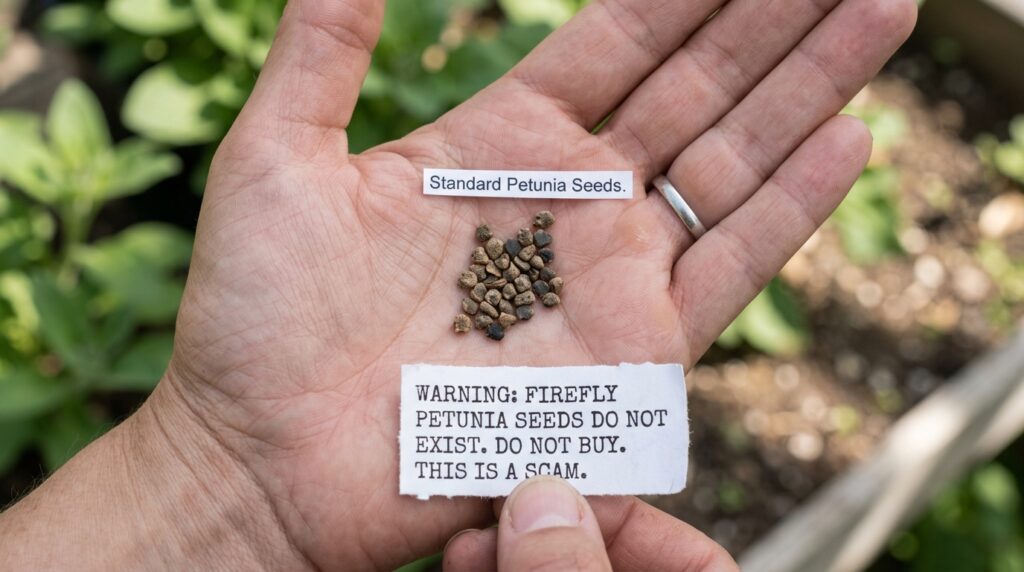 Standard Petunia Seeds.
WARNING: FIREFLY
PETUNIA SEEDS DO NOT
EXIST. DO NOT BUY.
THIS IS A SCAM.